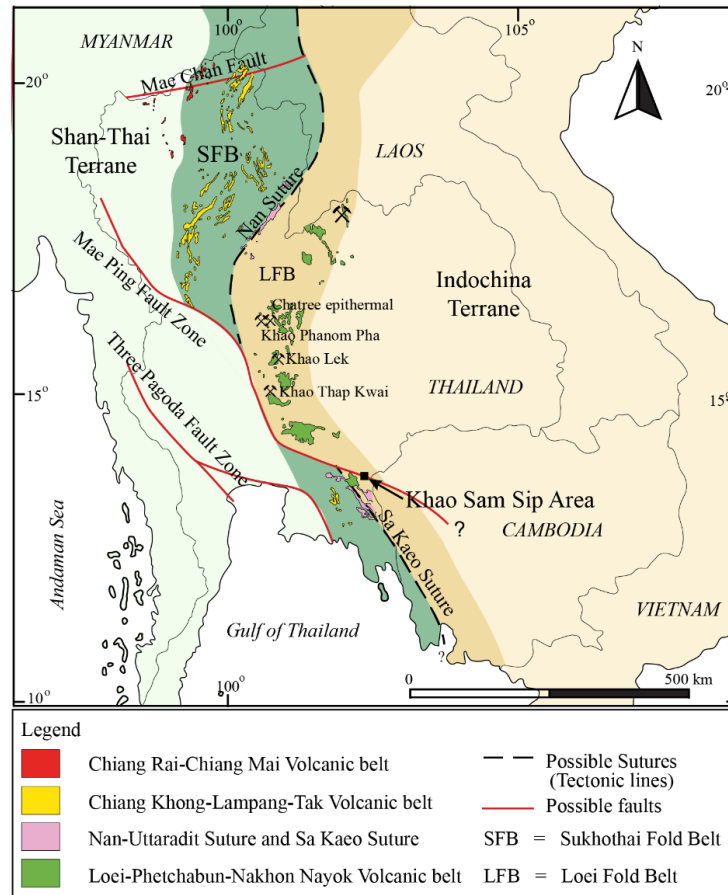 100°
105°
MYANMAR
N
20°
20°
Mae Chan Fault
Shan-Thai
Terrane
SFB
LAOS
Nan Suture
Mae Ping Fault Zone
LFB
Indochina
Terrane
Chatree epithermal
Khao Phanom Pha
Khao Lek
THAILAND
Khao Thap Kwai
15°
15°
Three Pagoda Fault Zone
Khao Sam Sip Area
?
CAMBODIA
Andaman Sea
Sa Kaeo Suture
VIETNAM
Gulf of Thailand
?
100°
0
500 km
10°
Legend
Chiang Rai-Chiang Mai Volcanic belt
Chiang Khong-Lampang-Tak Volcanic belt
Nan-Uttaradit Suture and Sa Kaeo Suture
Loei-Phetchabun-Nakhon Nayok Volcanic belt
Possible Sutures
(Tectonic lines)
Possible faults
SFB = Sukhothai Fold Belt
LFB = Loei Fold Belt